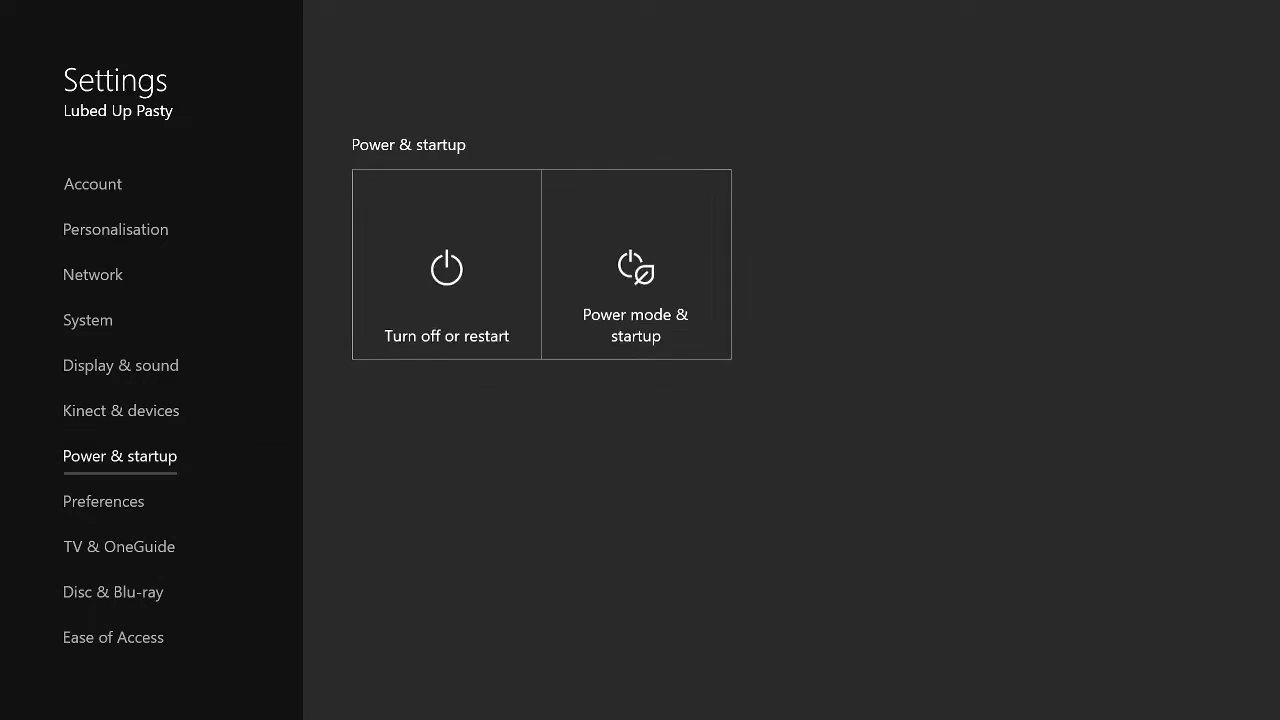 Settings
Lubed Up Pasty
Account
Personalisation
Network
System
Display & sound
Kinect & devices
Power & startup
Preferences
TV & OneGuide
Disc & Blu-ray
Ease of Access
Power & startup
Turn off or restart
Power mode &
startup